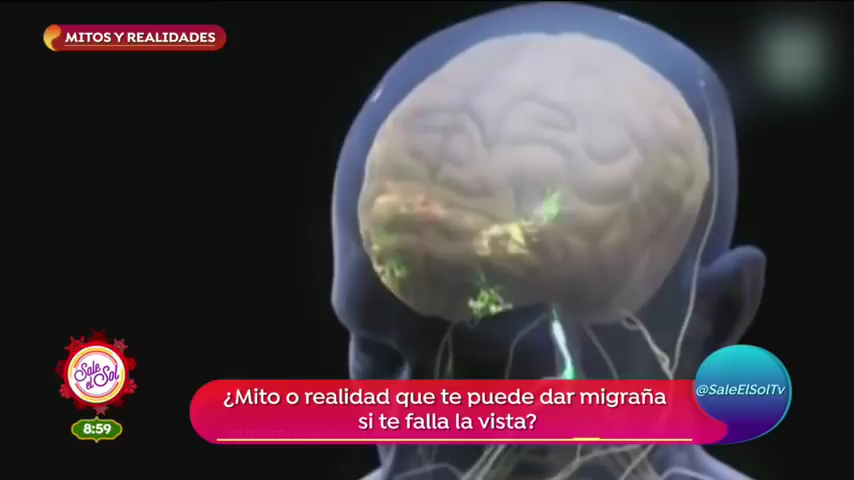 MITOS Y REALIDADES
Sale
el Sol
8:59
¿Mito o realidad que te puede dar migraña
si te falla la vista?
@SaleElSolTv